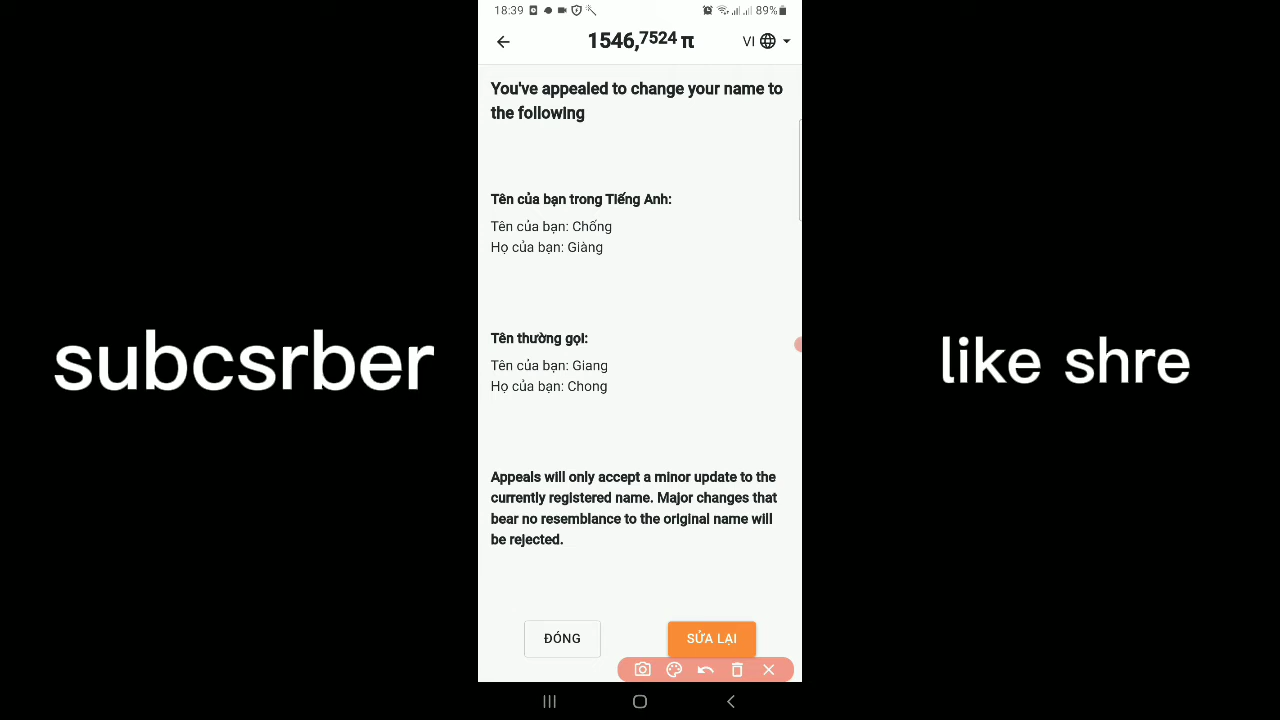 18:39
89%
1546,7524 π
VI
You've appealed to change your name to
the following
Tên của bạn trong Tiếng Anh:
Tên của bạn: Chống
Họ của bạn: Giàng
subcsrber
like shre
Tên thường gọi:
Tên của bạn: Giang
Họ của bạn: Chong
Appeals will only accept a minor update to the
currently registered name. Major changes that
bear no resemblance to the original name will
be rejected.
ĐÓNG
SỬA LẠI